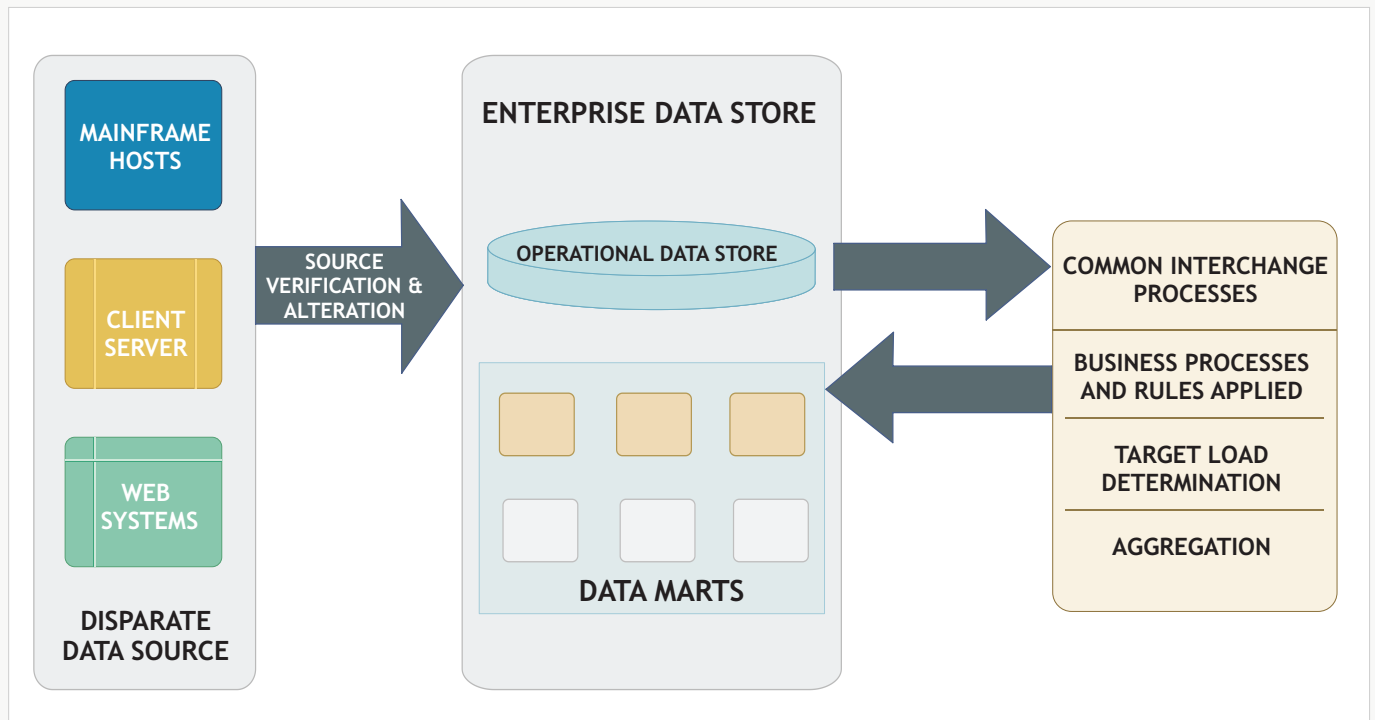 MAINFRAME
HOSTS
CLIENT
SERVER
WEB
SYSTEMS
DISPARATE
DATA SOURCE
SOURCE
VERIFICATION &
ALTERATION
ENTERPRISE DATA STORE
OPERATIONAL DATA STORE
DATA MARTS
COMMON INTERCHANGE
PROCESSES
BUSINESS PROCESSES
AND RULES APPLIED
TARGET LOAD
DETERMINATION
AGGREGATION